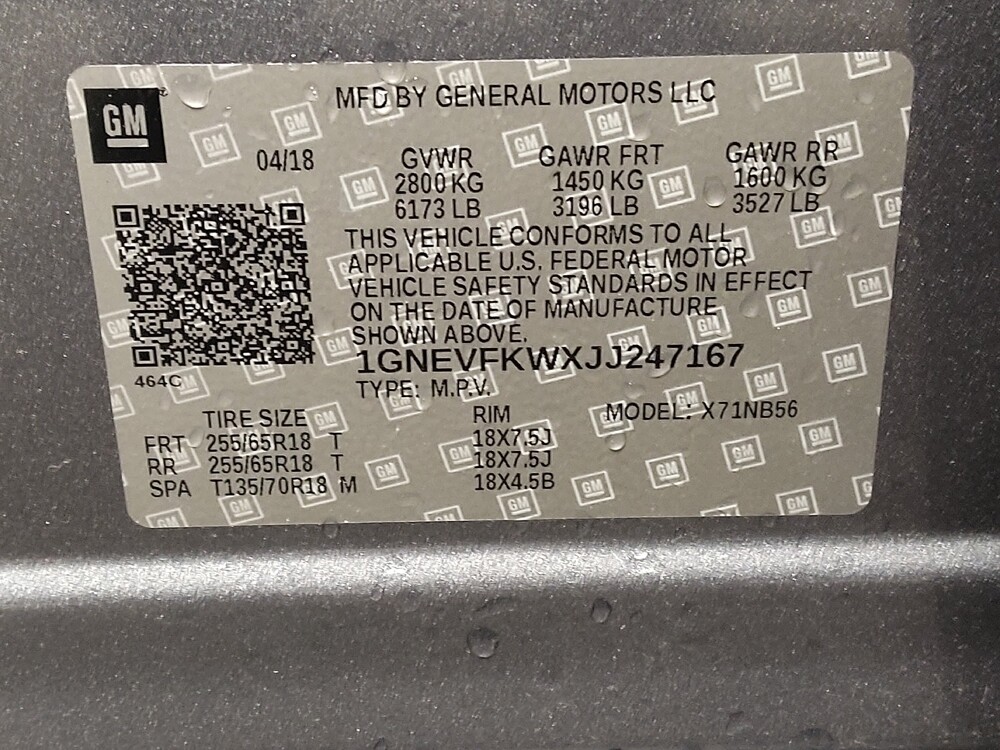 GM
MFD BY GENERAL MOTORS LLC
04/18
GVWR GAWR FRT GAWR RR
2800 KG 1450 KG 1600 KG
6173 LB 3196 LB 3527 LB
THIS VEHICLE CONFORMS TO ALL
APPLICABLE U.S. FEDERAL MOTOR
VEHICLE SAFETY STANDARDS IN EFFECT
ON THE DATE OF MANUFACTURE
SHOWN ABOVE.
1GNEVFKWXJJ247167
464C
TYPE: M.P.V.
TIRE SIZE RIM MODEL: X71NB56
FRT 255/65R18 T 18X7.5J
RR 255/65R18 T 18X7.5J
SPA T135/70R18 M 18X4.5B